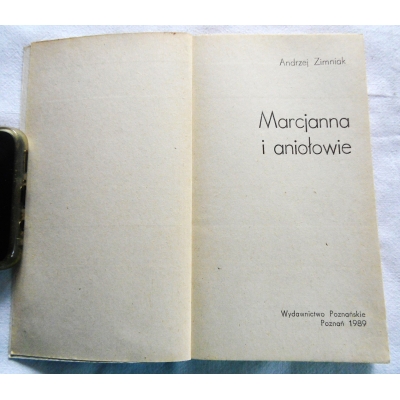 Andrzej Zimniak
Marcjanna
i aniołowie
Wydawnictwo Poznańskie
Poznań 1989